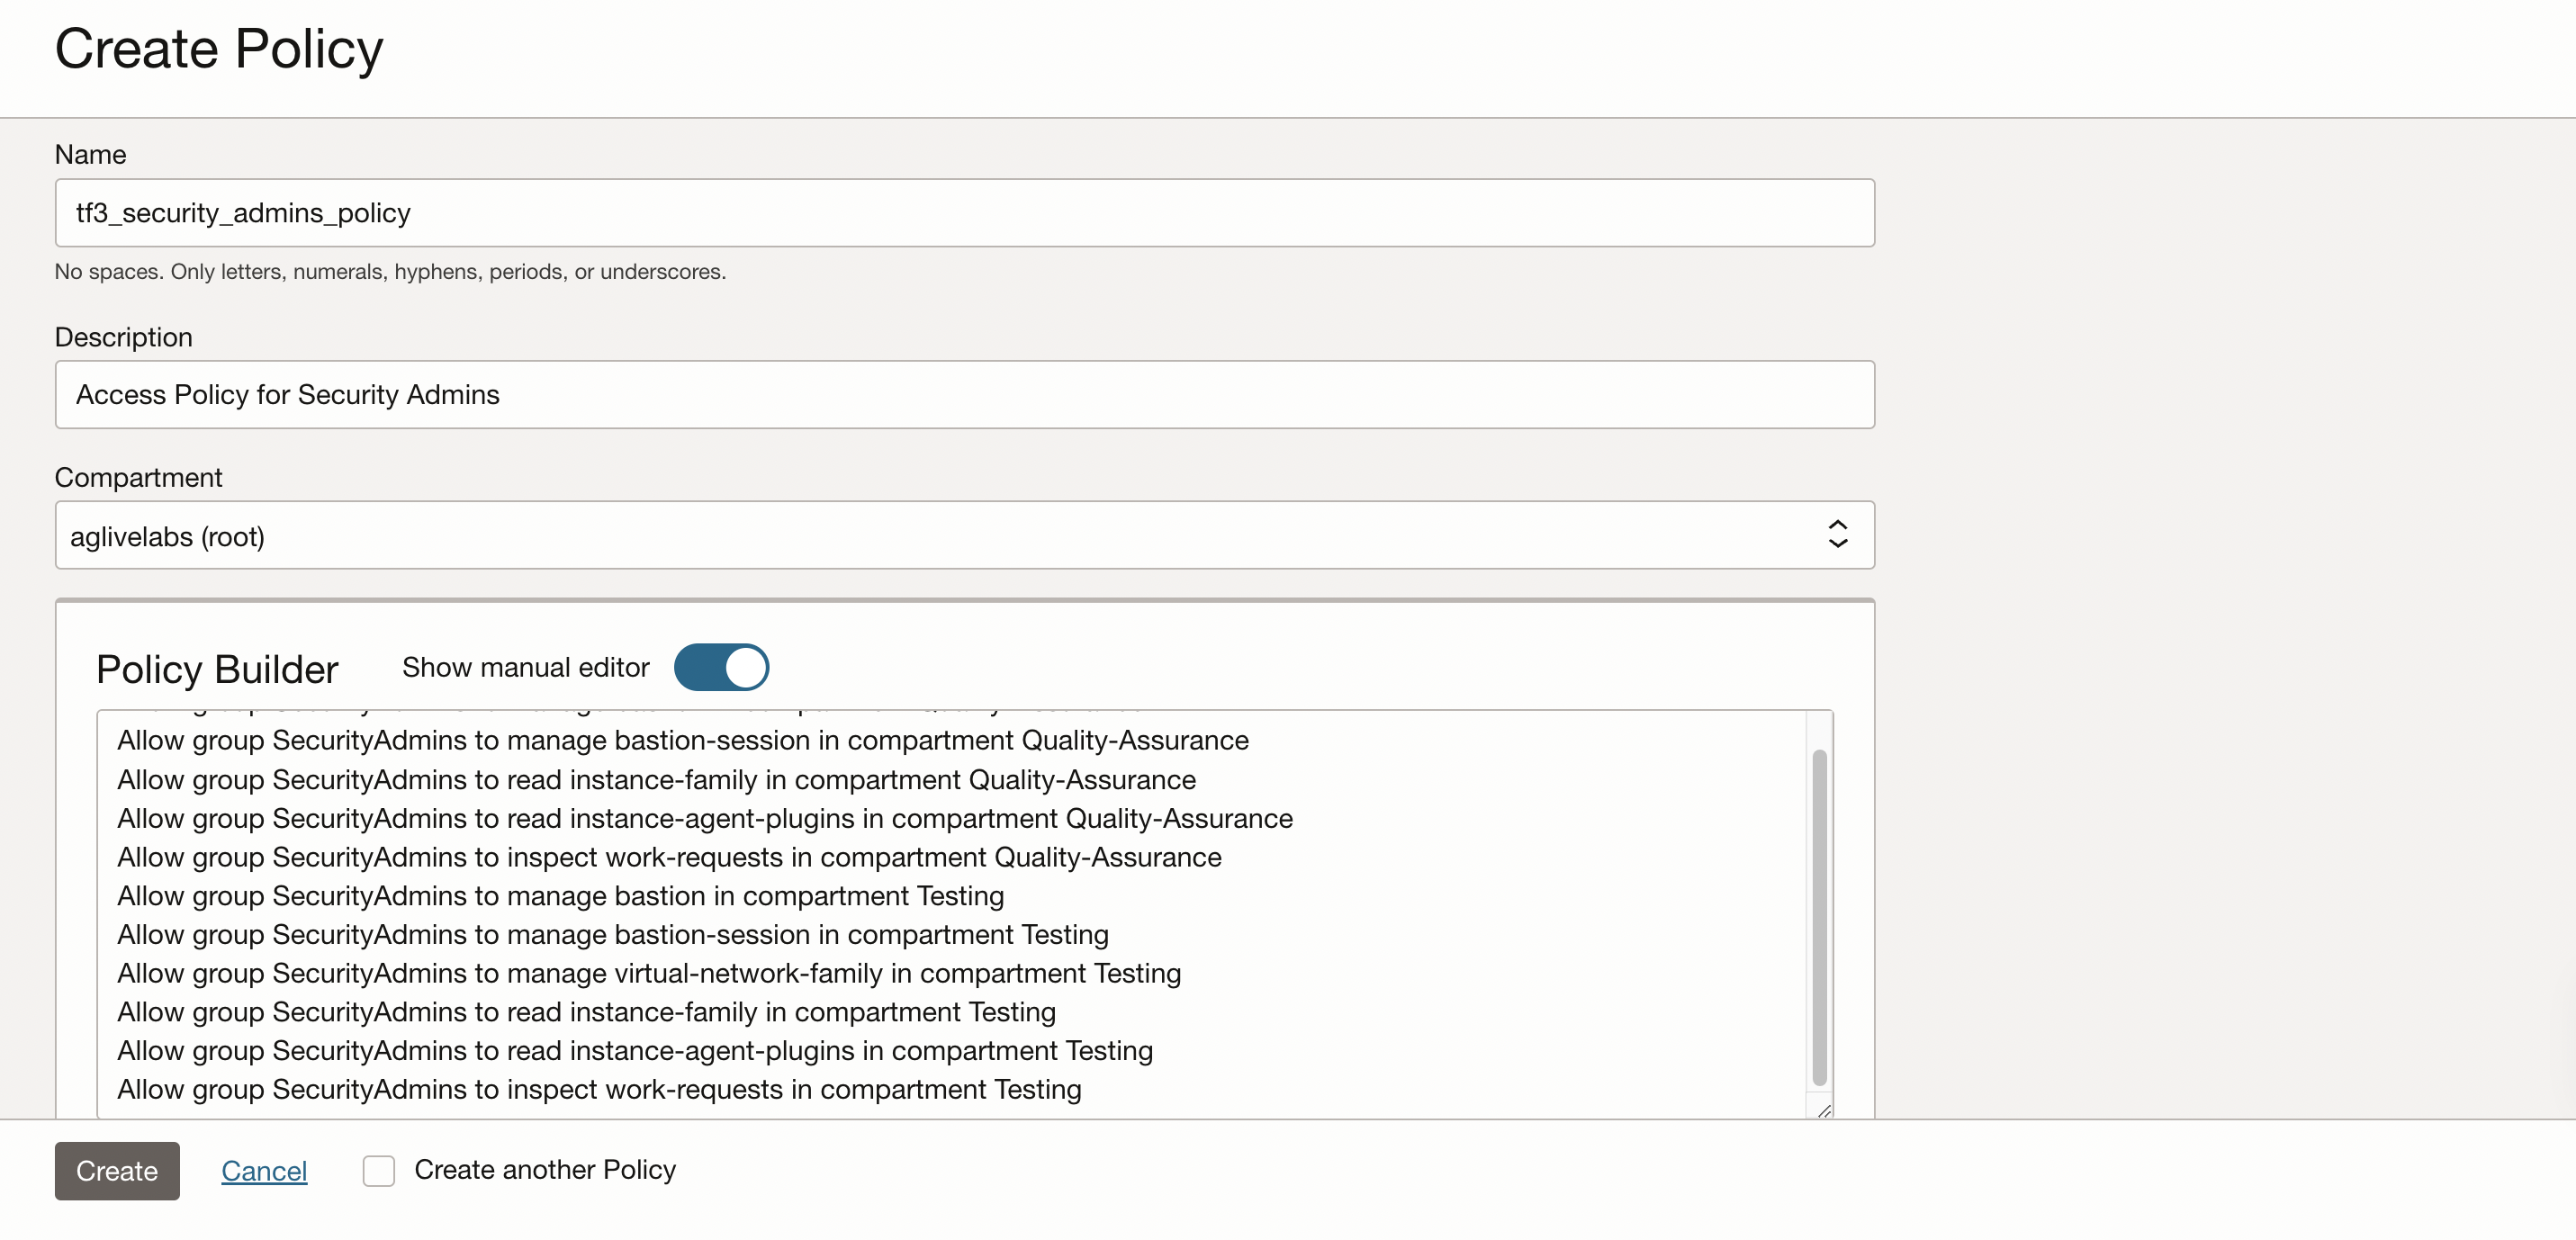 Create Policy
Name
tf3_security_admins_policy
No spaces. Only letters, numerals, hyphens, periods, or underscores.
Description
Access Policy for Security Admins
Compartment
aglivelabs (root)
Policy Builder Show manual editor
Allow group SecurityAdmins to manage bastion-session in compartment Quality-Assurance
Allow group SecurityAdmins to read instance-family in compartment Quality-Assurance
Allow group SecurityAdmins to read instance-agent-plugins in compartment Quality-Assurance
Allow group SecurityAdmins to inspect work-requests in compartment Quality-Assurance
Allow group SecurityAdmins to manage bastion in compartment Testing
Allow group SecurityAdmins to manage bastion-session in compartment Testing
Allow group SecurityAdmins to manage virtual-network-family in compartment Testing
Allow group SecurityAdmins to read instance-family in compartment Testing
Allow group SecurityAdmins to read instance-agent-plugins in compartment Testing
Allow group SecurityAdmins to inspect work-requests in compartment Testing
Create Cancel Create another Policy